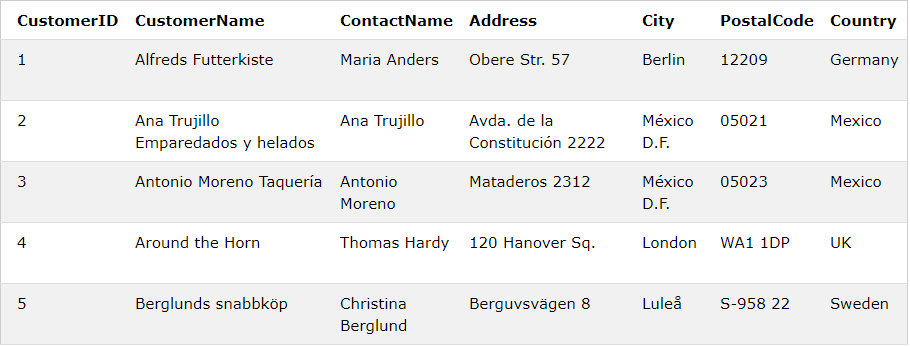 CustomerID CustomerName ContactName Address City PostalCode Country
1 Alfreds Futterkiste Maria Anders Obere Str. 57 Berlin 12209 Germany
2 Ana Trujillo Ana Trujillo Avda. de la México 05021 Mexico
Emparedados y helados Constitución 2222 D.F.
3 Antonio Moreno Taquería Antonio Mataderos 2312 México 05023 Mexico
Moreno D.F.
4 Around the Horn Thomas Hardy 120 Hanover Sq. London WA1 1DP UK
5 Berglunds snabbköp Christina Berguvsvägen 8 Luleå S-958 22 Sweden
Berglund